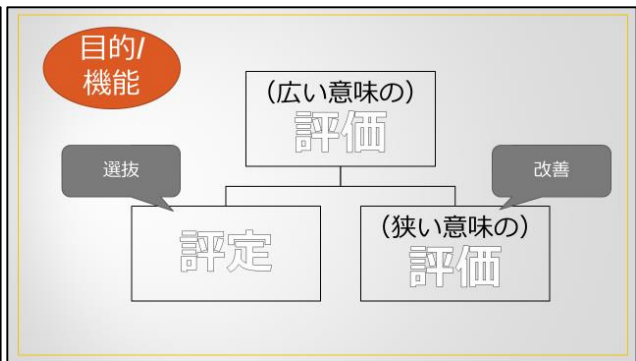 目的/
機能
（広い意味の）
評価
選抜
改善
評定
（狭い意味の）
評価